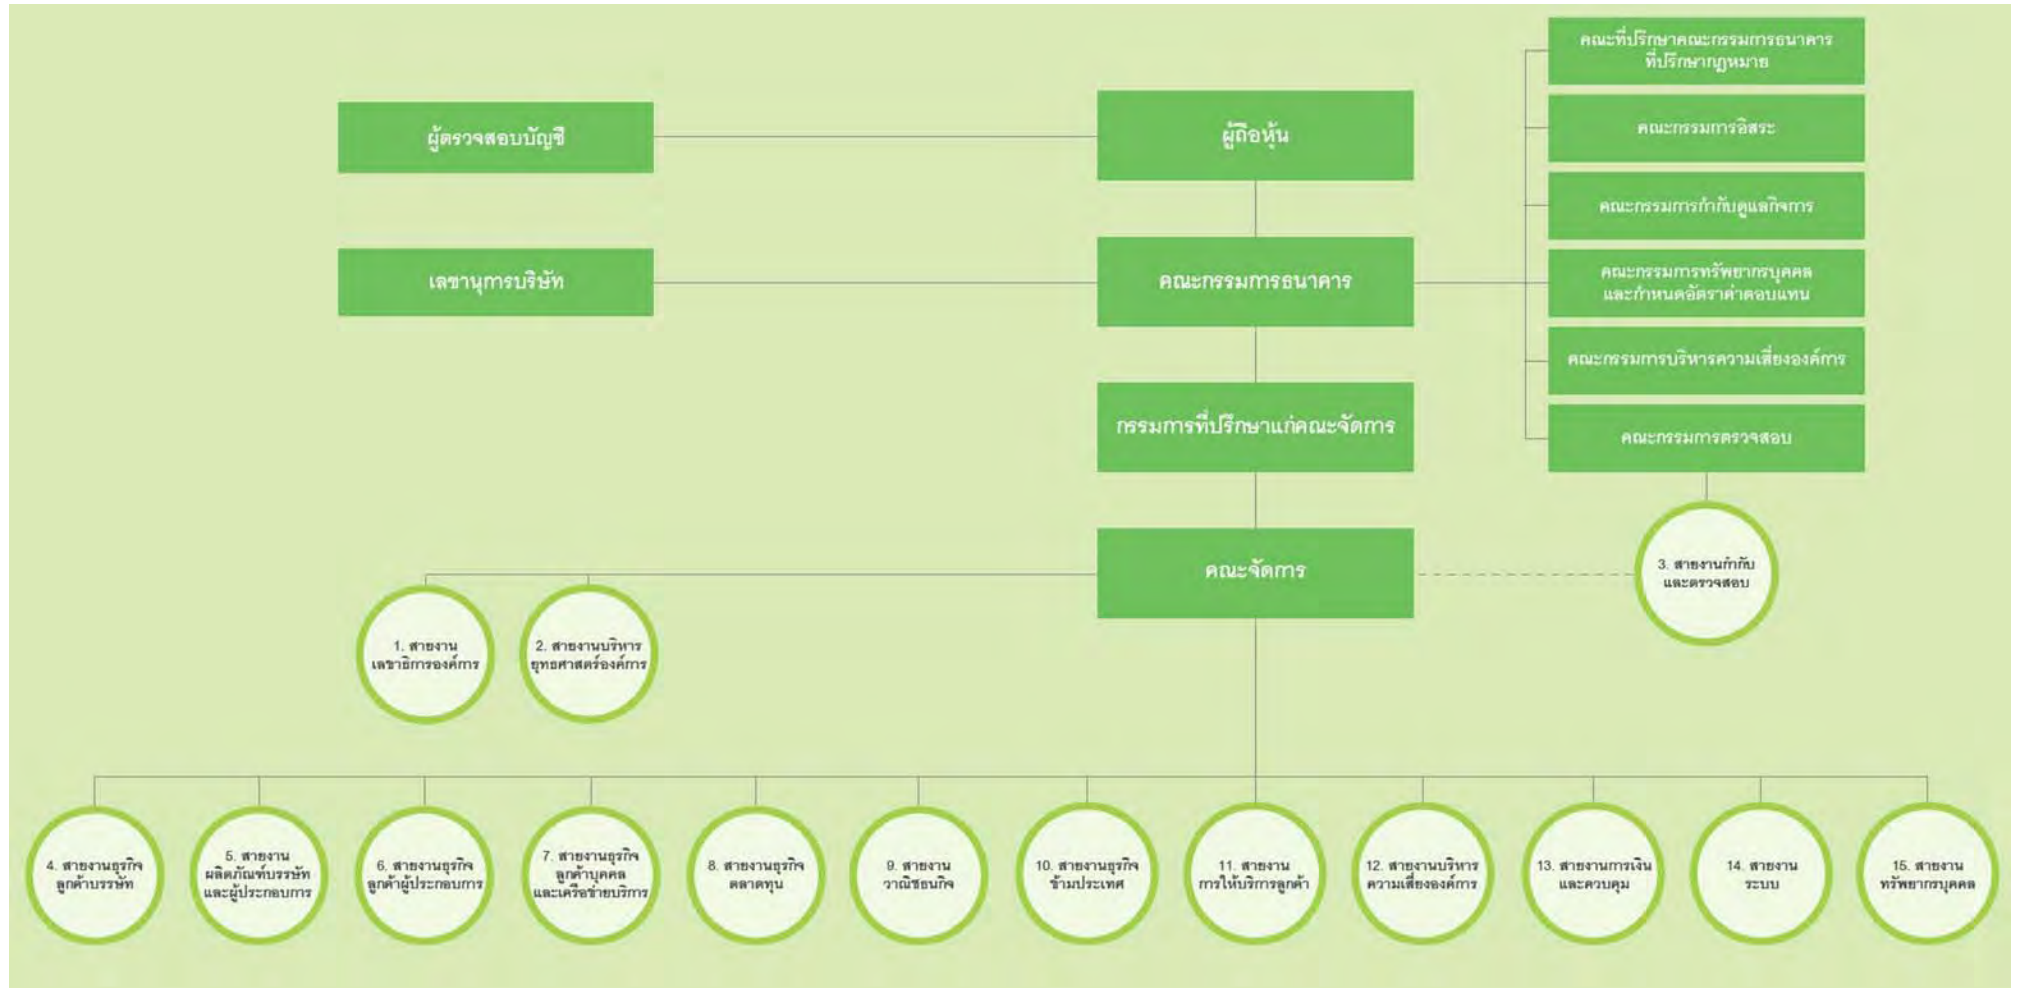 คณะที่ปรึกษาคณะกรรมการธนาคาร
ที่ปรึกษากฎหมาย
ผู้ตรวจสอบบัญชี
ผู้ถือหุ้น
คณะกรรมการอิสระ
คณะกรรมการกำกับดูแลกิจการ
เลขานุการบริษัท
คณะกรรมการธนาคาร
คณะกรรมการทรัพยากรบุคคล
และกำหนดอัตราค่าตอบแทน
คณะกรรมการบริหารความเสี่ยงองค์การ
กรรมการที่ปรึกษาแก่คณะจัดการ
คณะกรรมการตรวจสอบ
คณะจัดการ
3. สายงานกำกับ
และตรวจสอบ
1. สายงาน
เลขาธิการองค์การ
2. สายงานบริหาร
ยุทธศาสตร์องค์การ
4. สายงานธุรกิจ
ลูกค้าบรรษัท
5. สายงาน
ผลิตภัณฑ์บรรษัท
และผู้ประกอบการ
6. สายงานธุรกิจ
ลูกค้าผู้ประกอบการ
7. สายงานธุรกิจ
ลูกค้าบุคคล
และเครือข่ายบริการ
8. สายงานธุรกิจ
ตลาดทุน
9. สายงาน
วาณิชธนกิจ
10. สายงานธุรกิจ
ข้ามประเทศ
11. สายงาน
การให้บริการลูกค้า
12. สายงานบริหาร
ความเสี่ยงองค์การ
13. สายงานการเงิน
และควบคุม
14. สายงาน
ระบบ
15. สายงาน
ทรัพยากรบุคคล